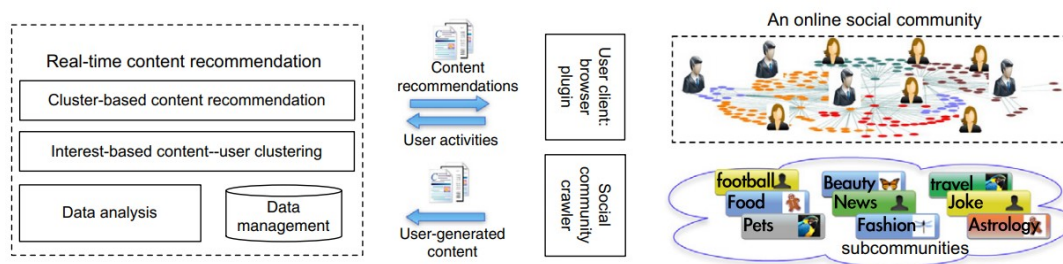 Real-time content recommendation
Cluster-based content recommendation
Interest-based content--user clustering
Data analysis
Data
management
Content
recommendations
User activities
User-generated
content
User client:
browser
plugin
Social
community
crawler
An online social community
football
Beauty
travel
Food
News
Joke
Pets
Fashion
Astrology
subcommunities